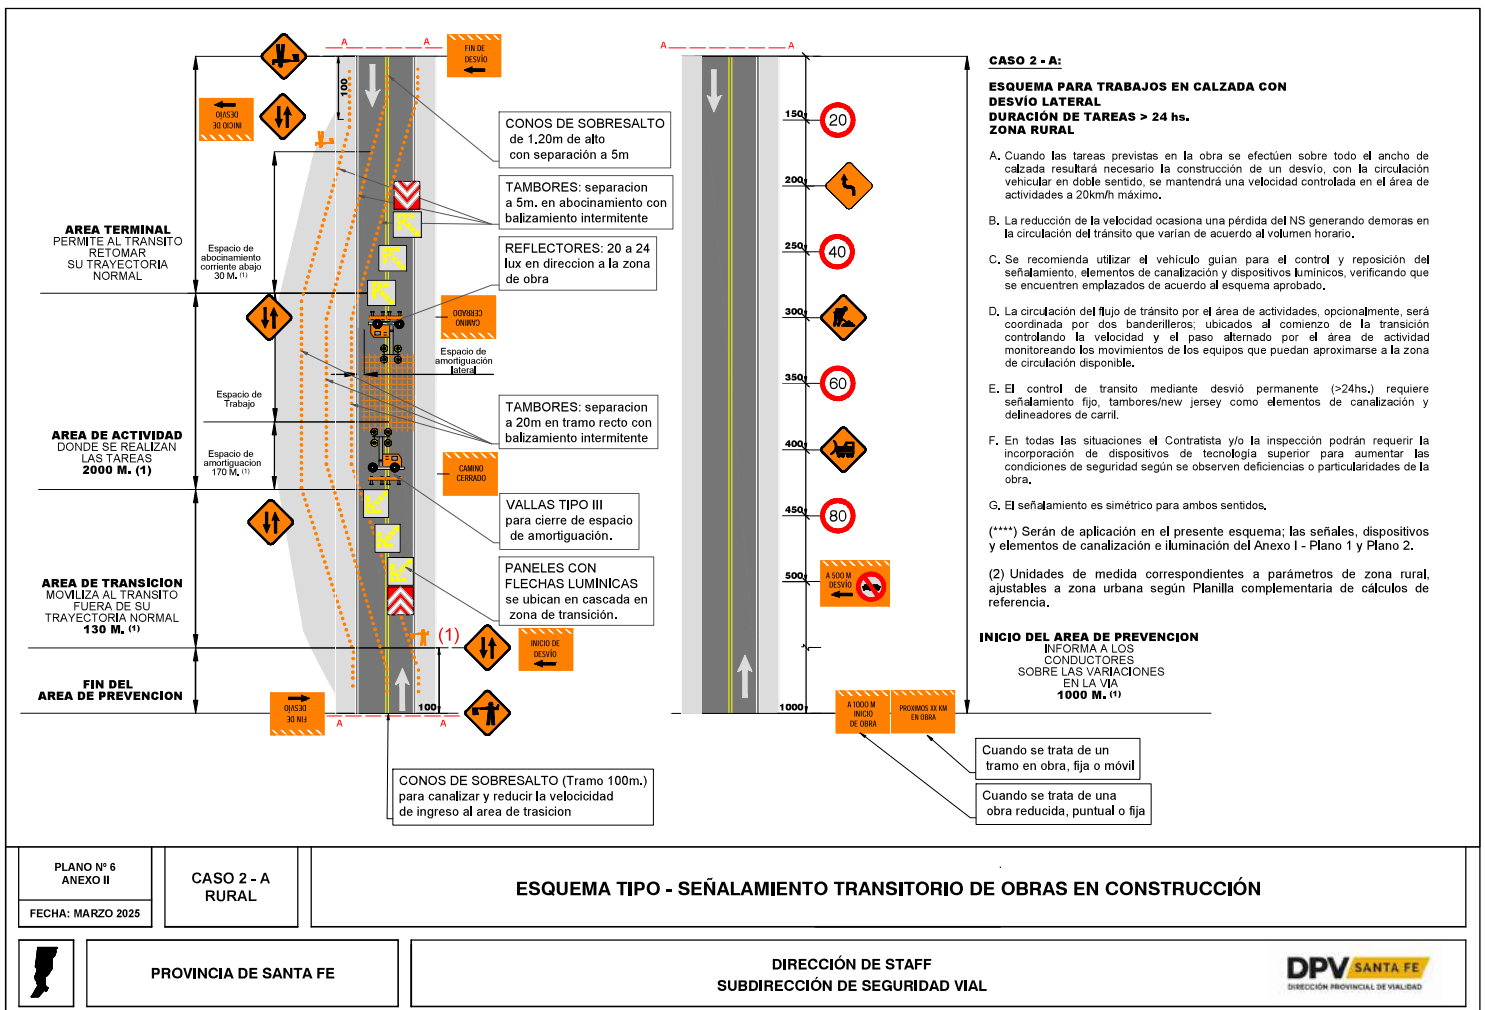 A
A
FIN DE
DESVÍO
INICIO DE
DESVÍO
100
CONOS DE SOBRESALTO
de 1.20m de alto
con separación a 5m
TAMBORES: separacion
a 5m. en abocinamiento con
balizamiento intermitente
REFLECTORES: 20 a 24
lux en direccion a la zona
de obra
AREA TERMINAL
PERMITE AL TRANSITO
RETOMAR
SU TRAYECTORIA
NORMAL
Espacio de
abocinamiento
corriente abajo
30 M. (1)
CAMINO
CERRADO
Espacio de
amortiguación
lateral
Espacio de
Trabajo
TAMBORES: separacion
a 20m en tramo recto con
balizamiento intermitente
AREA DE ACTIVIDAD
DONDE SE REALIZAN
LAS TAREAS
2000 M. (1)
Espacio de
amortiguacion
170 M. (1)
CAMINO
CERRADO
VALLAS TIPO III
para cierre de espacio
de amortiguación.
PANELES CON
FLECHAS LUMÍNICAS
se ubican en cascada en
zona de transición.
AREA DE TRANSICION
MOVILIZA AL TRANSITO
FUERA DE SU
TRAYECTORIA NORMAL
130 M. (1)
(1)
INICIO DE
DESVÍO
FIN DEL
AREA DE PREVENCION
FIN DE
DESVÍO
100
A
A
CONOS DE SOBRESALTO (Tramo 100m.)
para canalizar y reducir la velocicidad
de ingreso al area de trasicion
A
A
150
20
200
250
40
300
350
60
400
450
80
500
A 500 M
DESVÍO
1000
A 1000 M
INICIO
DE OBRA
PROXIMOS XX KM
EN OBRA
Cuando se trata de un
tramo en obra, fija o móvil
Cuando se trata de una
obra reducida, puntual o fija
CASO 2 - A:
ESQUEMA PARA TRABAJOS EN CALZADA CON
DESVÍO LATERAL
DURACIÓN DE TAREAS > 24 hs.
ZONA RURAL
A. Cuando las tareas previstas en la obra se efectúen sobre todo el ancho de
calzada resultará necesario la construcción de un desvío, con la circulación
vehicular en doble sentido, se mantendrá una velocidad controlada en el área de
actividades a 20km/h máximo.
B. La reducción de la velocidad ocasiona una pérdida del NS generando demoras en
la circulación del tránsito que varían de acuerdo al volumen horario.
C. Se recomienda utilizar el vehículo guían para el control y reposición del
señalamiento, elementos de canalización y dispositivos lumínicos, verificando que
se encuentren emplazados de acuerdo al esquema aprobado.
D. La circulación del flujo de tránsito por el área de actividades, opcionalmente, será
coordinada por dos banderilleros; ubicados al comienzo de la transición
controlando la velocidad y el paso alternado por el área de actividad
monitoreando los movimientos de los equipos que puedan aproximarse a la zona
de circulación disponible.
E. El control de transito mediante desvió permanente (>24hs.) requiere
señalamiento fijo, tambores/new jersey como elementos de canalización y
delineadores de carril.
F. En todas las situaciones el Contratista y/o la inspección podrán requerir la
incorporación de dispositivos de tecnología superior para aumentar las
condiciones de seguridad según se observen deficiencias o particularidades de la
obra.
G. El señalamiento es simétrico para ambos sentidos.
(****) Serán de aplicación en el presente esquema; las señales, dispositivos
y elementos de canalización e iluminación del Anexo I - Plano 1 y Plano 2.
(2) Unidades de medida correspondientes a parámetros de zona rural,
ajustables a zona urbana según Planilla complementaria de cálculos de
referencia.
INICIO DEL AREA DE PREVENCION
INFORMA A LOS
CONDUCTORES
SOBRE LAS VARIACIONES
EN LA VIA
1000 M. (1)
PLANO Nº 6
ANEXO II
FECHA: MARZO 2025
CASO 2 - A
RURAL
ESQUEMA TIPO - SEÑALAMIENTO TRANSITORIO DE OBRAS EN CONSTRUCCIÓN
PROVINCIA DE SANTA FE
DIRECCIÓN DE STAFF
SUBDIRECCIÓN DE SEGURIDAD VIAL
DPV SANTA FE
DIRECCIÓN PROVINCIAL DE VIALIDAD